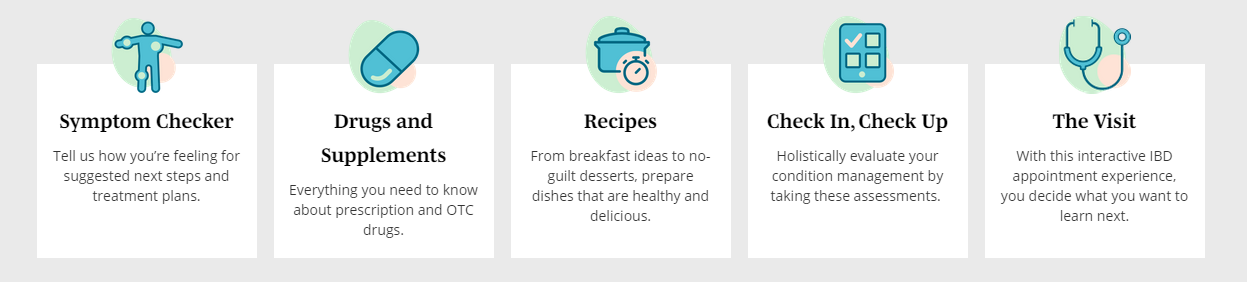 Symptom Checker
Tell us how you’re feeling for
suggested next steps and
treatment plans.
Drugs and
Supplements
Everything you need to know
about prescription and OTC
drugs.
Recipes
From breakfast ideas to no-
guilt desserts, prepare
dishes that are healthy and
delicious.
Check In, Check Up
Holistically evaluate your
condition management by
taking these assessments.
The Visit
With this interactive IBD
appointment experience,
you decide what you want to
learn next.